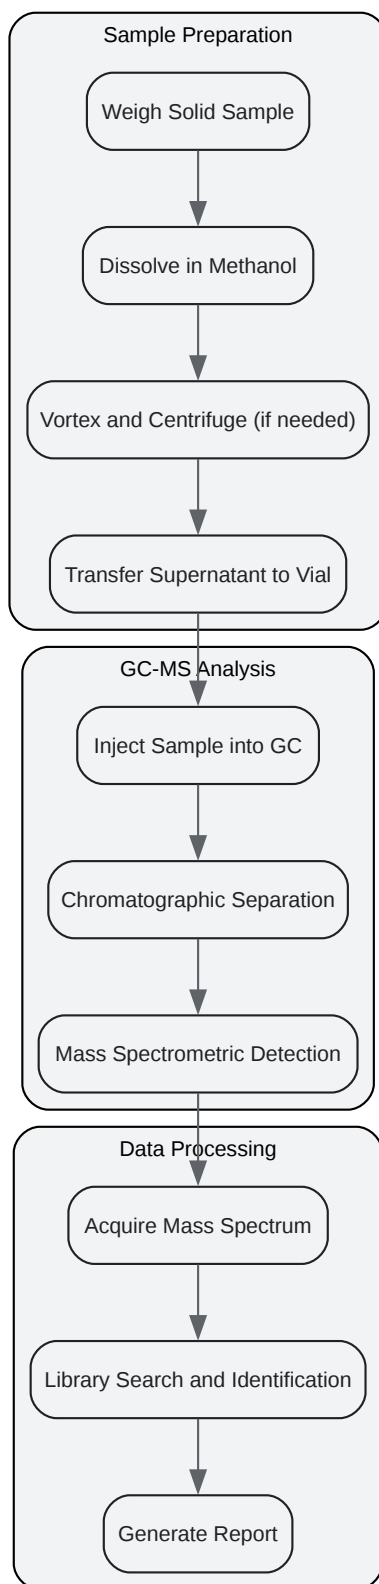 Sample Preparation
Weigh Solid Sample
Dissolve in Methanol
Vortex and Centrifuge (if needed)
Transfer Supernatant to Vial
GC-MS Analysis
Inject Sample into GC
Chromatographic Separation
Mass Spectrometric Detection
Data Processing
Acquire Mass Spectrum
Library Search and Identification
Generate Report